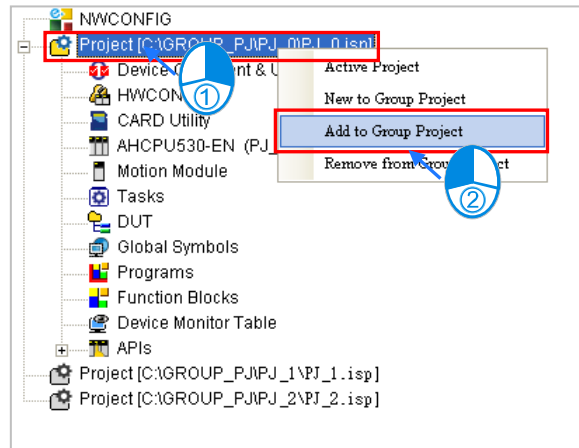 NWCONFIG
Project [C:\GROUP_PJ\PJ_0\PJ_0.isp]
Active Project
Device nt & U
New to Group Project
HWCON
①
CARD Utility
Add to Group Project
AHCPU530-EN (PJ_
Remove from Group
Motion Module
②
Tasks
DUT
Global Symbols
Programs
Function Blocks
Device Monitor Table
APIs
Project [C:\GROUP_PJ\PJ_1\PJ_1.isp]
Project [C:\GROUP_PJ\PJ_2\PJ_2.isp]